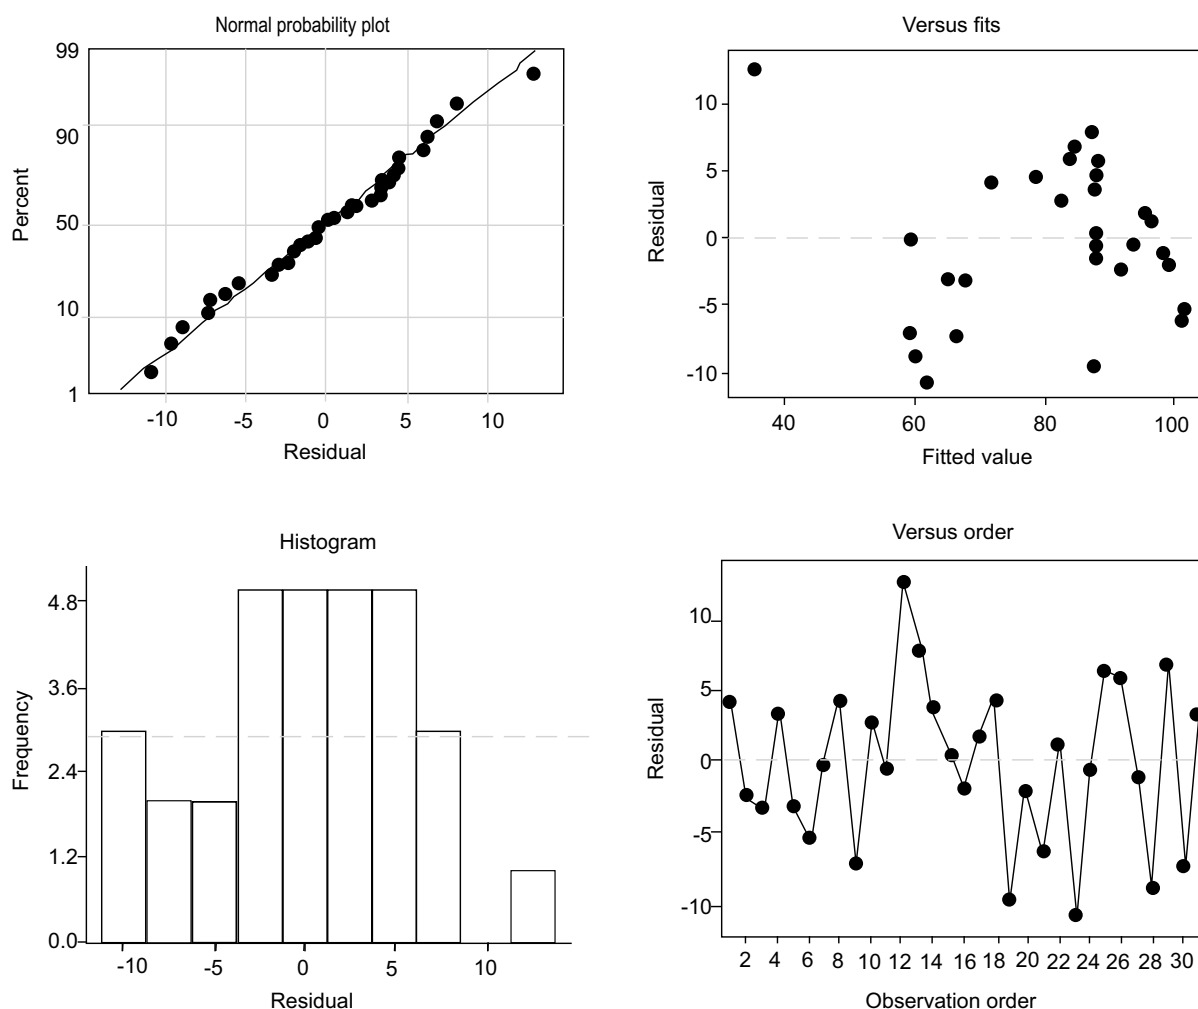 Normal probability plot
99
90
50
10
1
Percent
-10 -5 0 5 10
Residual
Versus fits
10
5
0
-5
-10
Residual
40 60 80 100
Fitted value
Histogram
4.8
3.6
2.4
1.2
0.0
Frequency
-10 -5 0 5 10
Residual
Versus order
10
5
0
-5
-10
Residual
2 4 6 8 10 12 14 16 18 20 22 24 26 28 30
Observation order